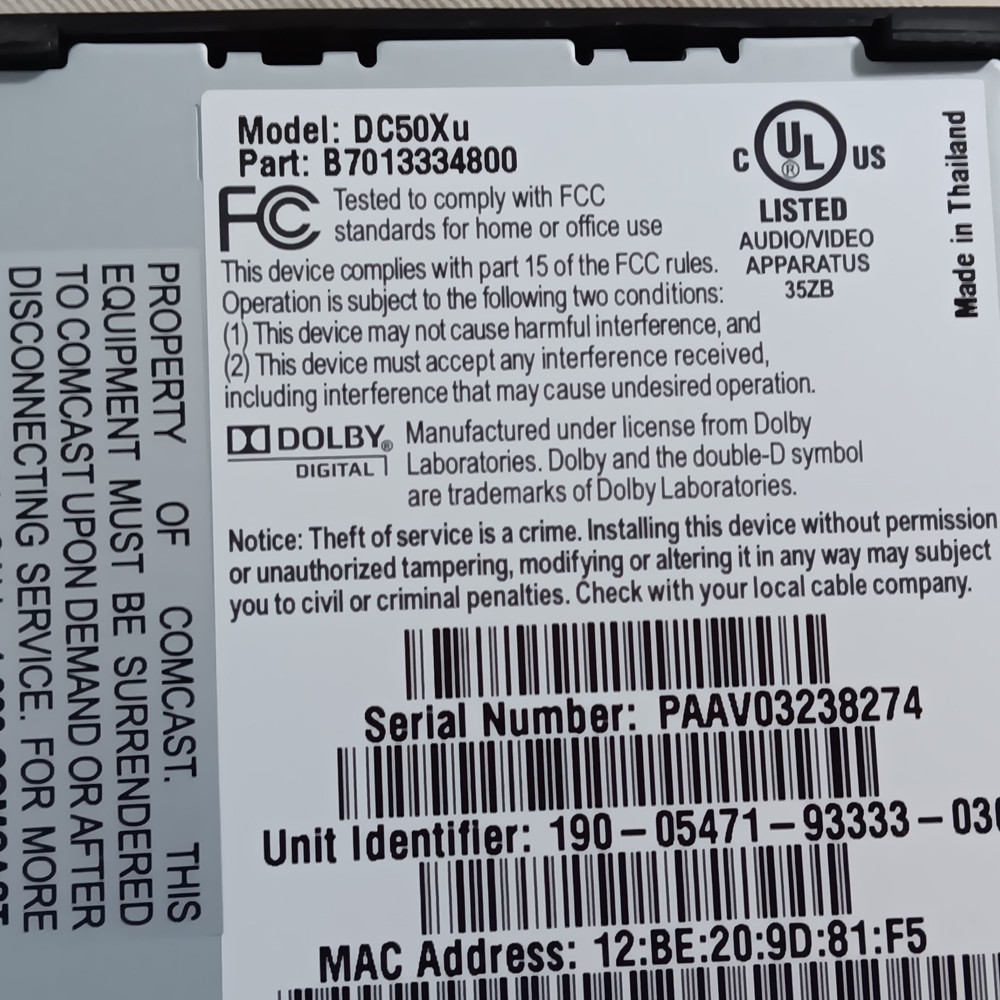 Model: DC50Xu
Part: B7013334800
FC
Tested to comply with FCC
standards for home or office use
C UL ® US
LISTED
AUDIO/VIDEO
APPARATUS
35ZB
Made in Thailand
This device complies with part 15 of the FCC rules.
Operation is subject to the following two conditions:
(1) This device may not cause harmful interference, and
(2) This device must accept any interference received,
including interference that may cause undesired operation.
DOLBY®
DIGITAL
Manufactured under license from Dolby
Laboratories. Dolby and the double-D symbol
are trademarks of Dolby Laboratories.
Notice: Theft of service is a crime. Installing this device without permission
or unauthorized tampering, modifying or altering it in any way may subject
you to civil or criminal penalties. Check with your local cable company.
Serial Number: PAAV03238274
Unit Identifier: 190-05471-93333-03
MAC Address: 12:BE:20:9D:81:F5
PROPERTY OF COMCAST. THIS
EQUIPMENT MUST BE SURRENDERED
TO COMCAST UPON DEMAND OR AFTER
DISCONNECTING SERVICE. FOR MORE